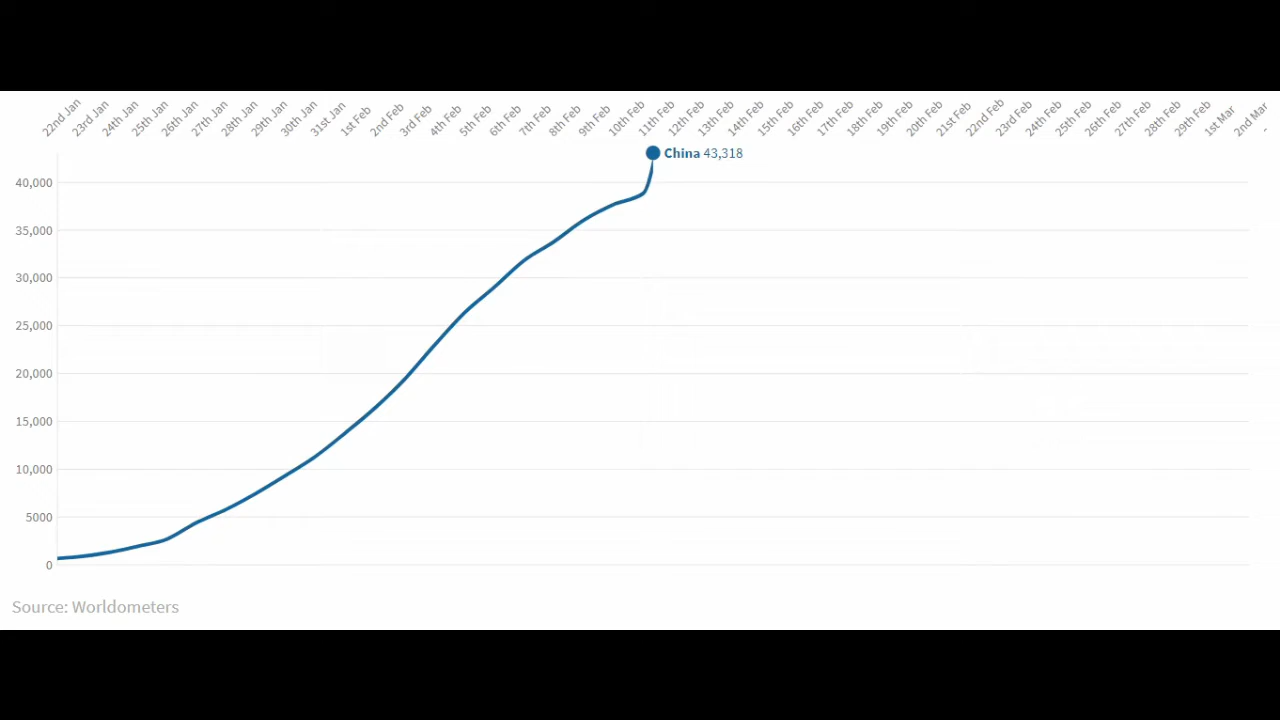 22nd Jan
23rd Jan
24th Jan
25th Jan
26th Jan
27th Jan
28th Jan
29th Jan
30th Jan
31st Jan
1st Feb
2nd Feb
3rd Feb
4th Feb
5th Feb
6th Feb
7th Feb
8th Feb
9th Feb
10th Feb
11th Feb
12th Feb
13th Feb
14th Feb
15th Feb
16th Feb
17th Feb
18th Feb
19th Feb
20th Feb
21st Feb
22nd Feb
23rd Feb
24th Feb
25th Feb
26th Feb
27th Feb
28th Feb
29th Feb
1st Mar
2nd Mar
China 43,318
40,000
35,000
30,000
25,000
20,000
15,000
10,000
5000
0
Source: Worldometers